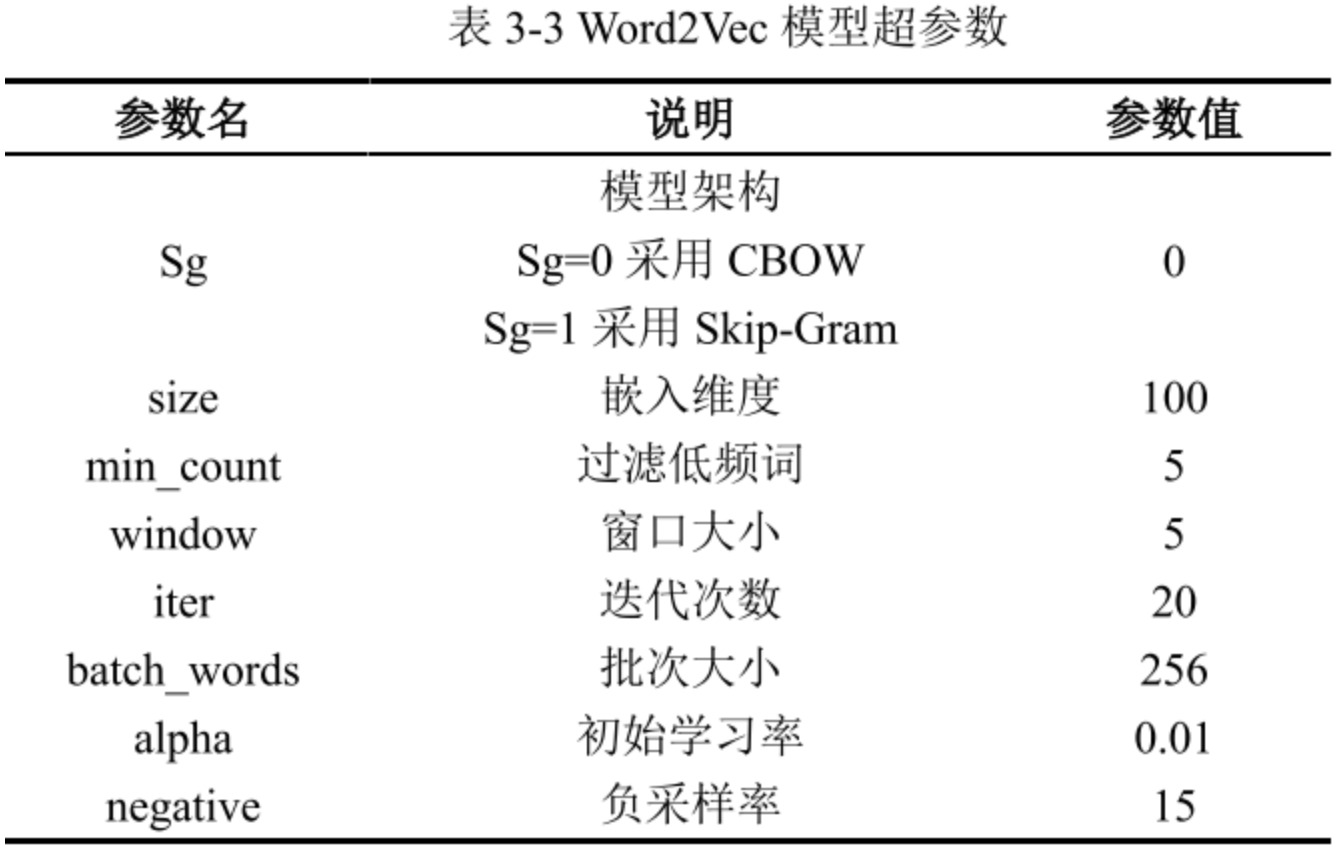 表 3-3 Word2Vec 模型超参数
参数名 说明 参数值
模型架构
Sg Sg=0 采用 CBOW 0
Sg=1 采用 Skip-Gram
size 嵌入维度 100
min_count 过滤低频词 5
window 窗口大小 5
iter 迭代次数 20
batch_words 批次大小 256
alpha 初始学习率 0.01
negative 负采样率 15